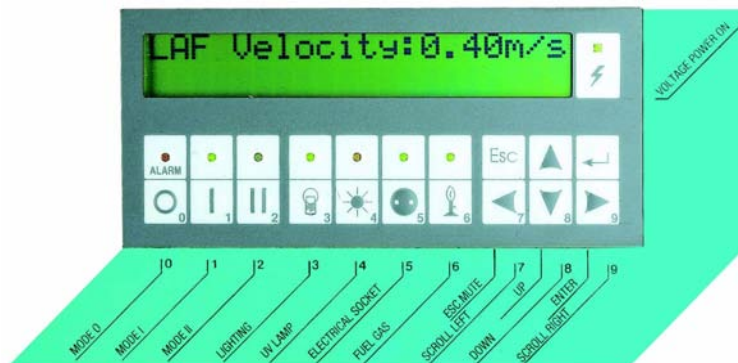 LAF Velocity:0.40m/s
VOLTAGE POWER ON
ALARM
Esc
0
1
2
3
4
5
6
7
8
9
0
1
2
3
4
5
6
7
8
9
MODE 0
MODE I
MODE II
LIGHTING
UV LAMP
ELECTRICAL SOCKET
FUEL GAS
ESC.MUTE
SCROLL LEFT
UP
DOWN
ENTER
SCROLL RIGHT